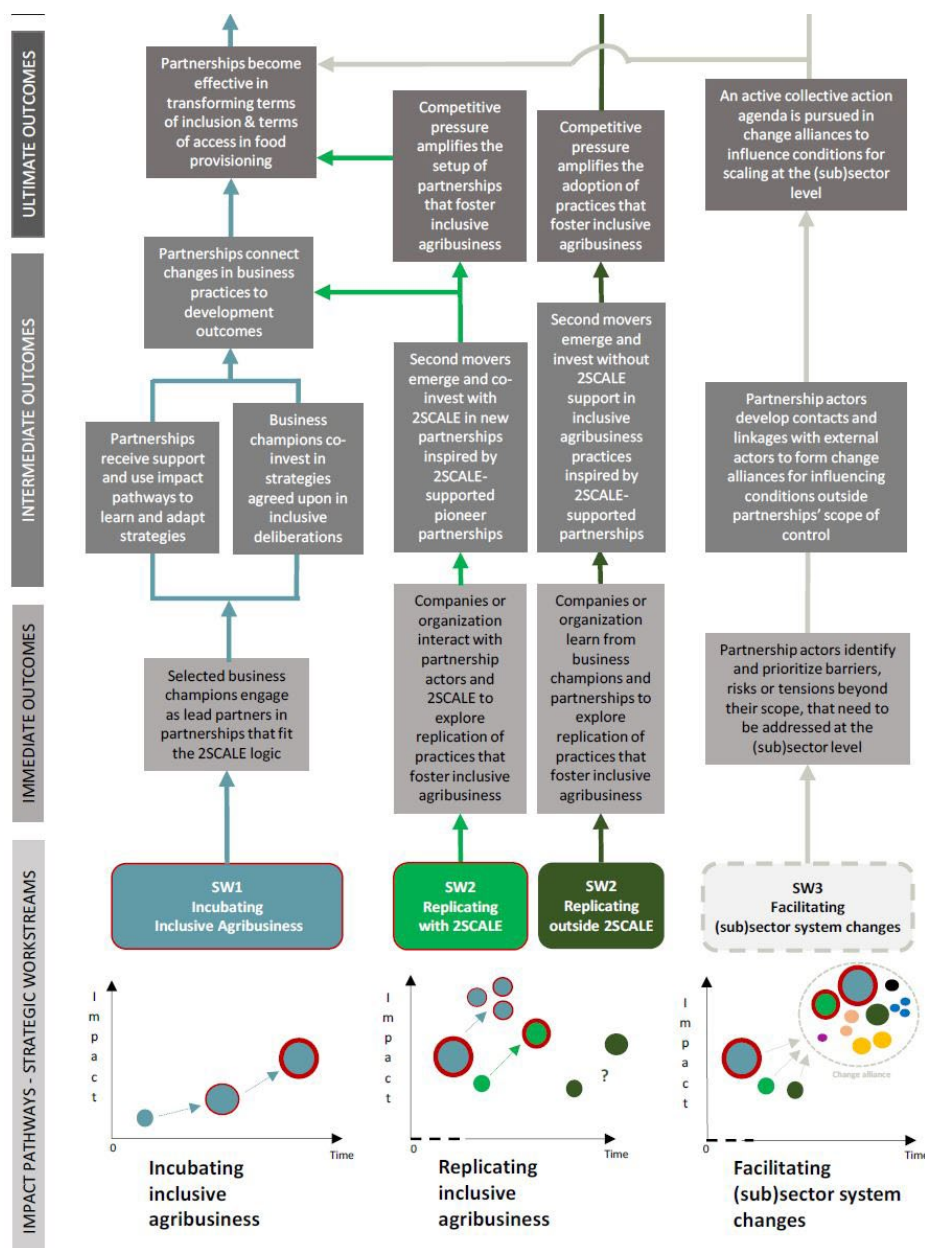 ULTIMATE OUTCOMES
Partnerships become
effective in
transforming terms
of inclusion & terms
of access in food
provisioning
Competitive
pressure
amplifies the
setup of
partnerships
that foster
inclusive
agribusiness
Competitive
pressure
amplifies the
adoption of
practices that
foster inclusive
agribusiness
An active collective action
agenda is pursued in
change alliances to
influence conditions for
scaling at the (sub)sector
level
INTERMEDIATE OUTCOMES
Partnerships connect
changes in business
practices to
development
outcomes
Partnerships
receive support
and use impact
pathways to
learn and adapt
strategies
Business
champions co-
invest in
strategies
agreed upon in
inclusive
deliberations
Second movers
emerge and co-
invest with
2SCALE in new
partnerships
inspired by
2SCALE-
supported
pioneer
partnerships
Second movers
emerge and
invest without
2SCALE
support in
inclusive
agribusiness
practices
inspired by
2SCALE-
supported
partnerships
Partnership actors
develop contacts and
linkages with external
actors to form change
alliances for influencing
conditions outside
partnerships’ scope of
control
IMMEDIATE OUTCOMES
Selected business
champions engage
as lead partners in
partnerships that fit
the 2SCALE logic
Companies or
organization
interact with
partnership
actors and
2SCALE to
explore
replication of
practices that
foster inclusive
agribusiness
Companies or
organization
learn from
business
champions and
partnerships to
explore
replication of
practices that
foster inclusive
agribusiness
Partnership actors identify
and prioritize barriers,
risks or tensions beyond
their scope, that need to
be addressed at the
(sub)sector level
IMPACT PATHWAYS - STRATEGIC WORKSTREAMS
SW1
Incubating
Inclusive Agribusiness
SW2
Replicating
with 2SCALE
SW2
Replicating
outside 2SCALE
SW3
Facilitating
(sub)sector system changes
Impact
0
Time
Incubating
inclusive
agribusiness
Impact
?
0
Time
Replicating
inclusive
agribusiness
Impact
Change alliance
0
Time
Facilitating
(sub)sector system
changes